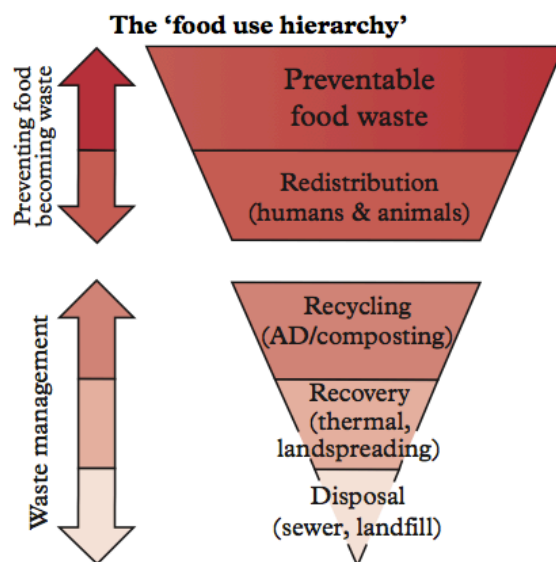 The ‘food use hierarchy’
Preventing food
becoming waste
Preventable
food waste
Redistribution
(humans & animals)
Waste management
Recycling
(AD/composting)
Recovery
(thermal,
landspreading)
Disposal
(sewer, landfill)